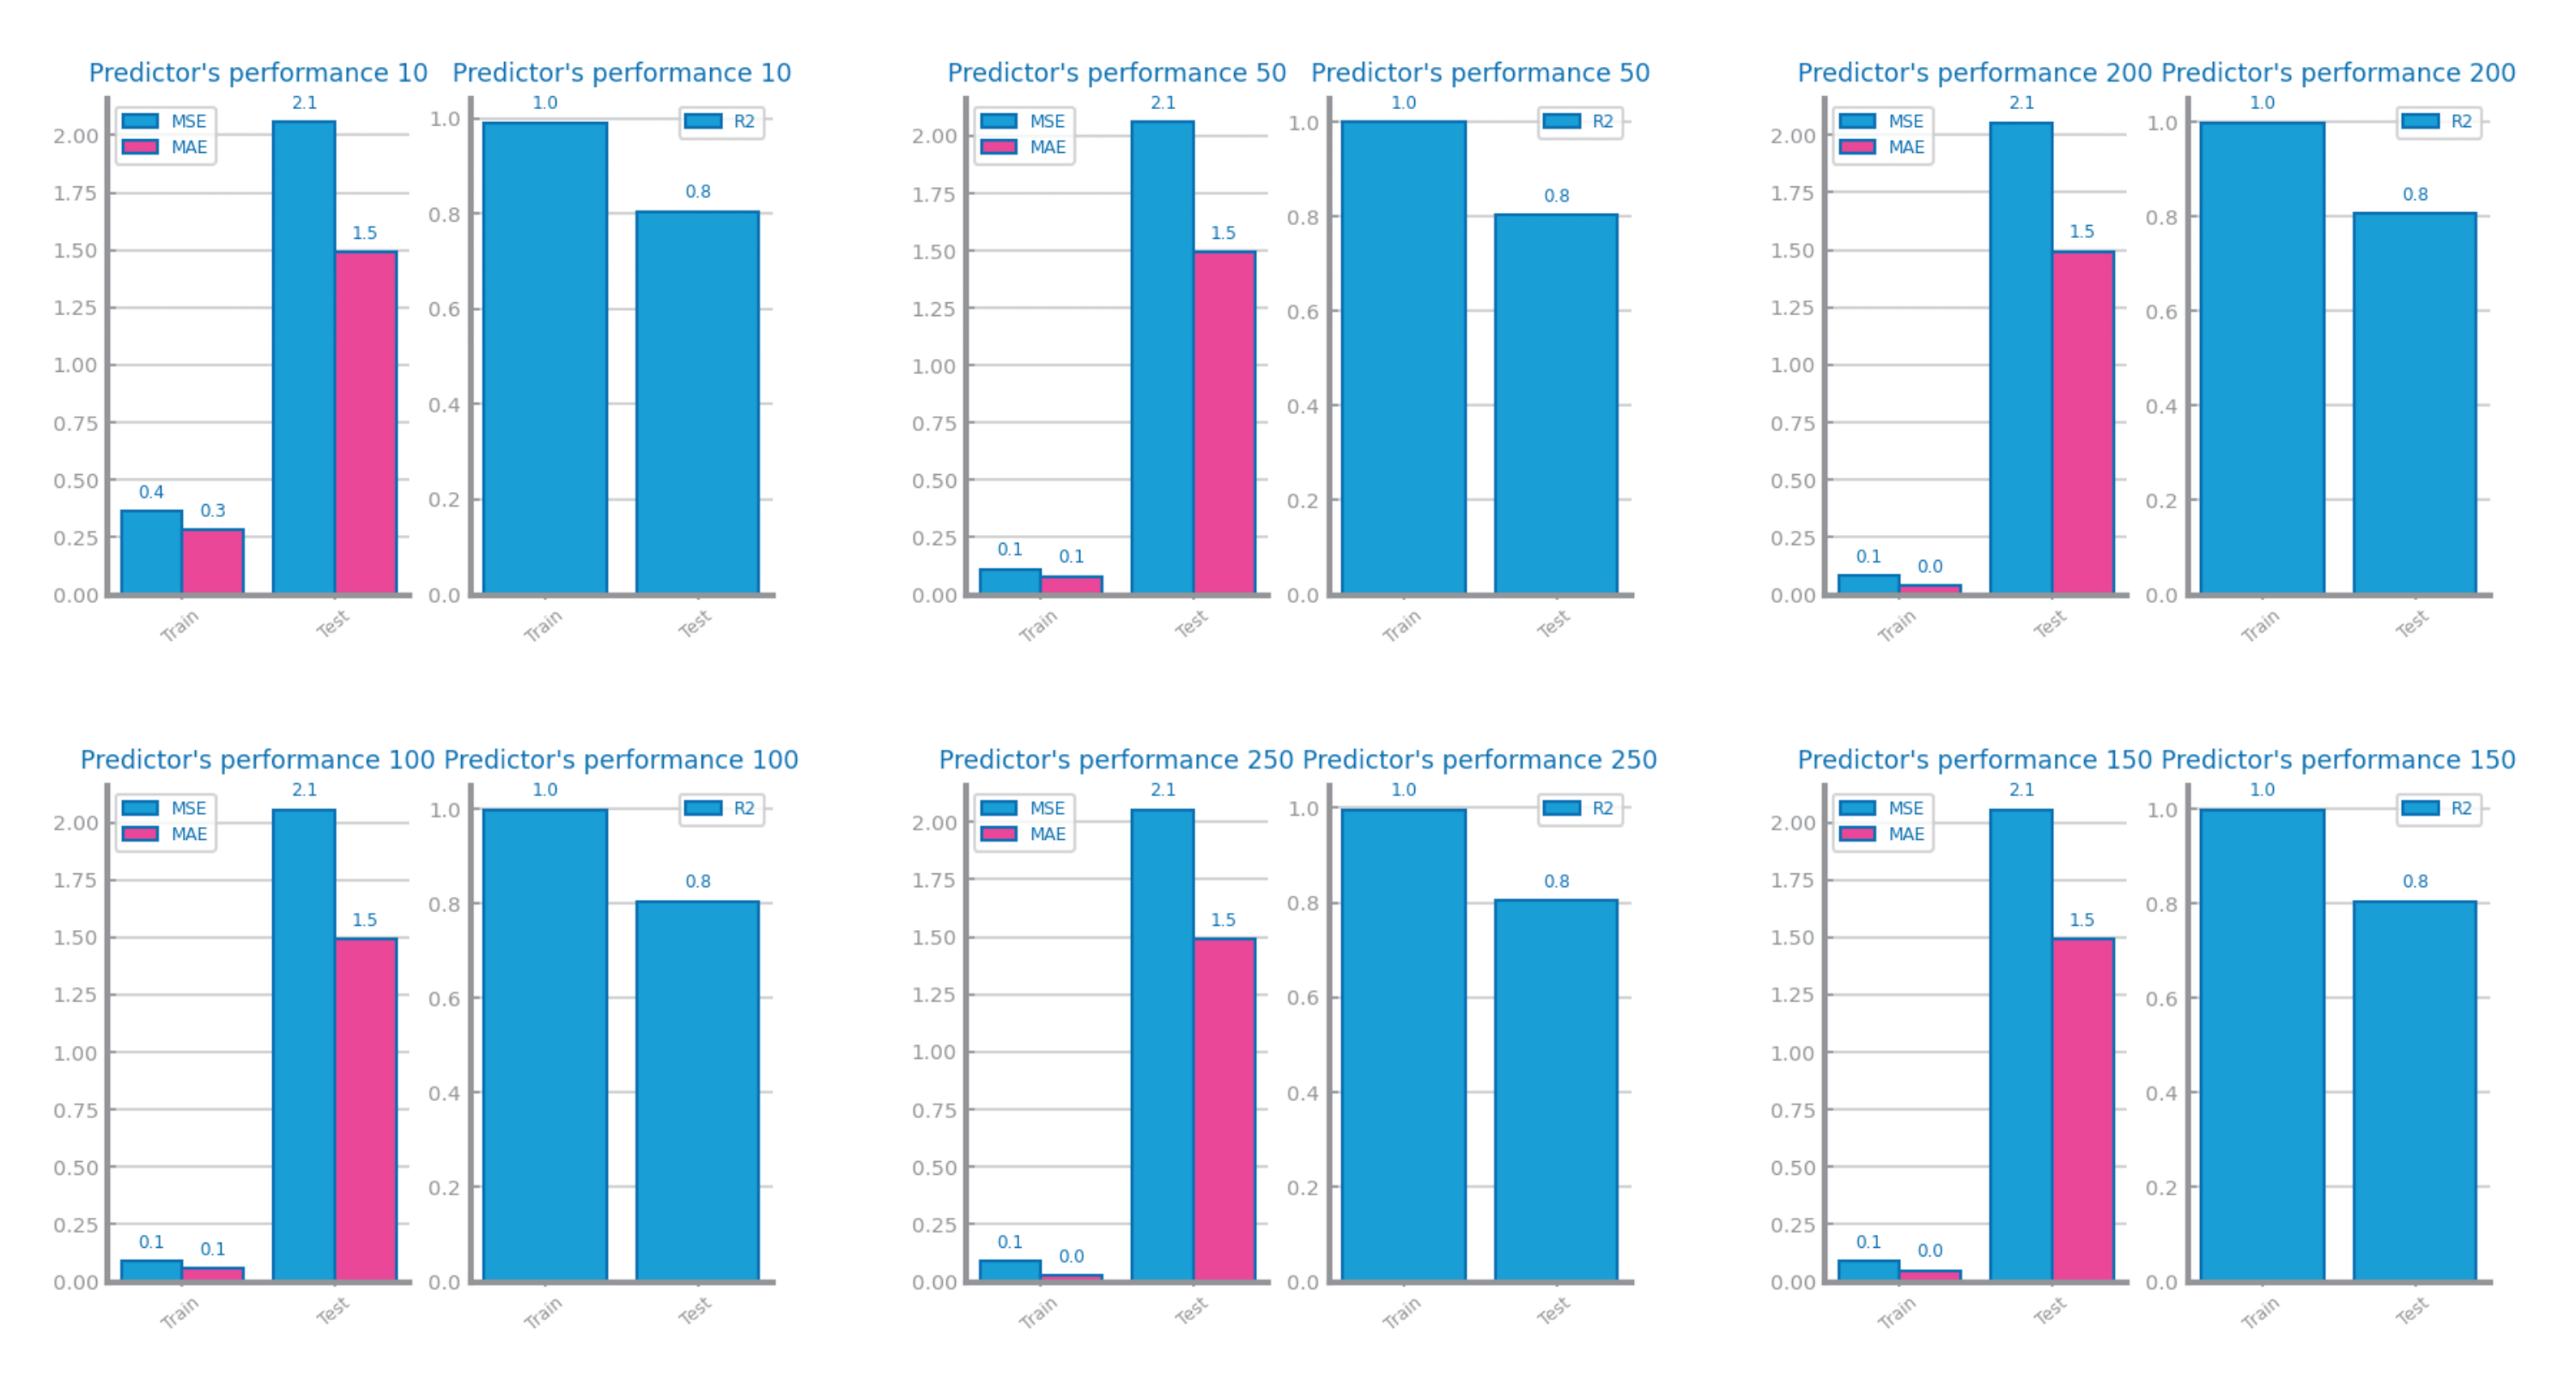 Predictor's performance 10
2.1
MSE
MAE
2.00
1.75
1.5
1.50
1.25
1.00
0.75
0.50
0.4
0.3
0.25
0.00
Train
Test
Predictor's performance 10
1.0
R2
1.0
0.8
0.8
0.6
0.4
0.2
0.0
Train
Test
Predictor's performance 50
2.1
MSE
MAE
2.00
1.75
1.5
1.50
1.25
1.00
0.75
0.50
0.25
0.1
0.1
0.00
Train
Test
Predictor's performance 50
1.0
R2
1.0
0.8
0.8
0.6
0.4
0.2
0.0
Train
Test
Predictor's performance 200
2.1
MSE
MAE
2.00
1.75
1.5
1.50
1.25
1.00
0.75
0.50
0.25
0.1
0.0
0.00
Train
Test
Predictor's performance 200
1.0
R2
1.0
0.8
0.8
0.6
0.4
0.2
0.0
Train
Test
Predictor's performance 100
2.1
MSE
MAE
2.00
1.75
1.5
1.50
1.25
1.00
0.75
0.50
0.25
0.1
0.1
0.00
Train
Test
Predictor's performance 100
1.0
R2
1.0
0.8
0.8
0.6
0.4
0.2
0.0
Train
Test
Predictor's performance 250
2.1
MSE
MAE
2.00
1.75
1.5
1.50
1.25
1.00
0.75
0.50
0.25
0.1
0.0
0.00
Train
Test
Predictor's performance 250
1.0
R2
1.0
0.8
0.8
0.6
0.4
0.2
0.0
Train
Test
Predictor's performance 150
2.1
MSE
MAE
2.00
1.75
1.5
1.50
1.25
1.00
0.75
0.50
0.25
0.1
0.0
0.00
Train
Test
Predictor's performance 150
1.0
R2
1.0
0.8
0.8
0.6
0.4
0.2
0.0
Train
Test